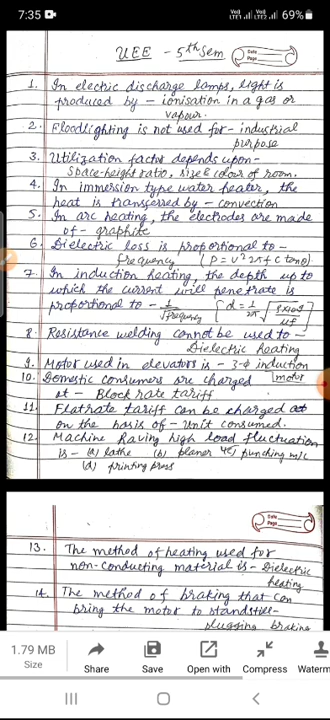 7:35
69%
UEE - 5th Sem
Date
Page
1. In electric discharge lamps, light is
produced by - ionisation in a gas or
vapour.
2. Floodlighting is not used for - industrial
purpose
3. Utilization factor depends upon -
Space-height ratio, size & colour of room.
4. In immersion type water heater, the
heat is transferred by - convection
5. In arc heating, the electrodes are made
of - graphite
6. Dielectric loss is proportional to -
frequency (P = V² 2πf C tanθ)
7. In induction heating, the depth up to
which the current will penetrate is
proportional to - 1/√frequency
8. Resistance welding cannot be used to -
Dielectric heating
9. Motor used in elevators is - 3-ϕ induction
motor
10. Domestic consumers are charged
at - Block rate tariff
11. Flat rate tariff can be charged
on the basis of - unit consumed.
12. Machine having high load fluctuation
is - (a) lathe (b) planer (c) punching m/c
(d) printing press
Date
Page
13. The method of heating used for
non-conducting material is - Dielectric
heating
14. The method of braking that can
bring the motor to standstill -
plugging braking
1.79 MB
Size
Share
Save
Open with
Compress
Waterm